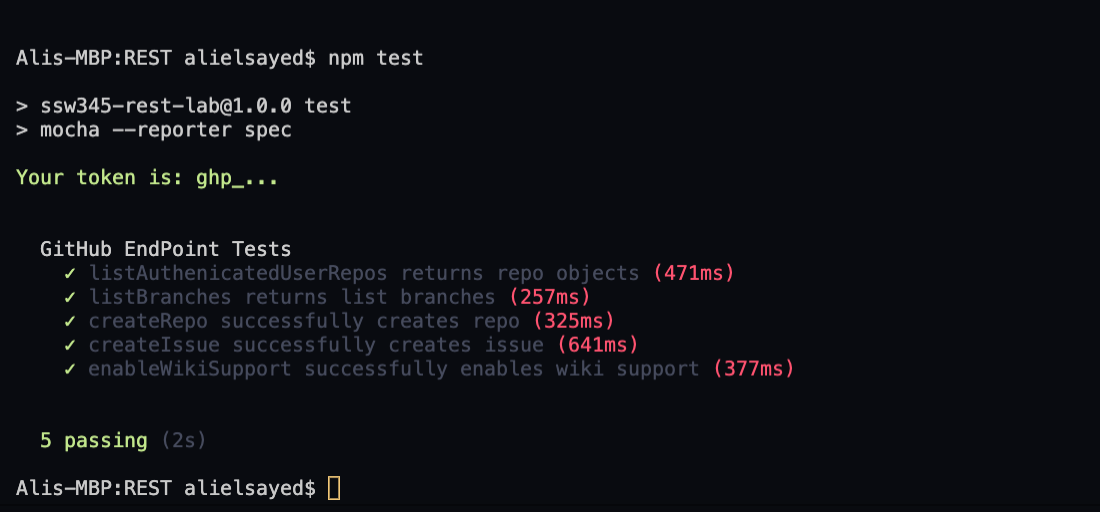 Alis-MBP:REST alielsayed$ npm test
> ssw345-rest-lab@1.0.0 test
> mocha --reporter spec
Your token is: ghp_...
GitHub EndPoint Tests
✓ listAuthenicatedUserRepos returns repo objects (471ms)
✓ listBranches returns list branches (257ms)
✓ createRepo successfully creates repo (325ms)
✓ createIssue successfully creates issue (641ms)
✓ enableWikiSupport successfully enables wiki support (377ms)
5 passing (2s)
Alis-MBP:REST alielsayed$